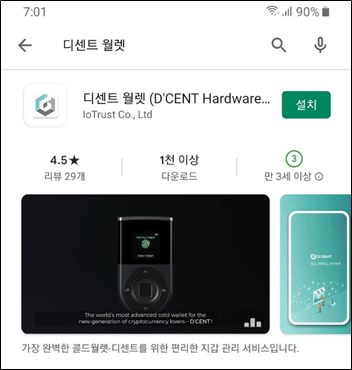 7:01
90%
디센트 월렛
디센트 월렛 (D'CENT Hardware...
IoTrust Co., Ltd
설치
4.5★
리뷰 29개
1천 이상
다운로드
3
만 3세 이상
The world's most advanced cold wallet for the
new generation of cryptocurrency lovers - D'CENT!
D'CENT
가장 완벽한 콜드월렛-디센트를 위한 편리한 지갑 관리 서비스입니다.